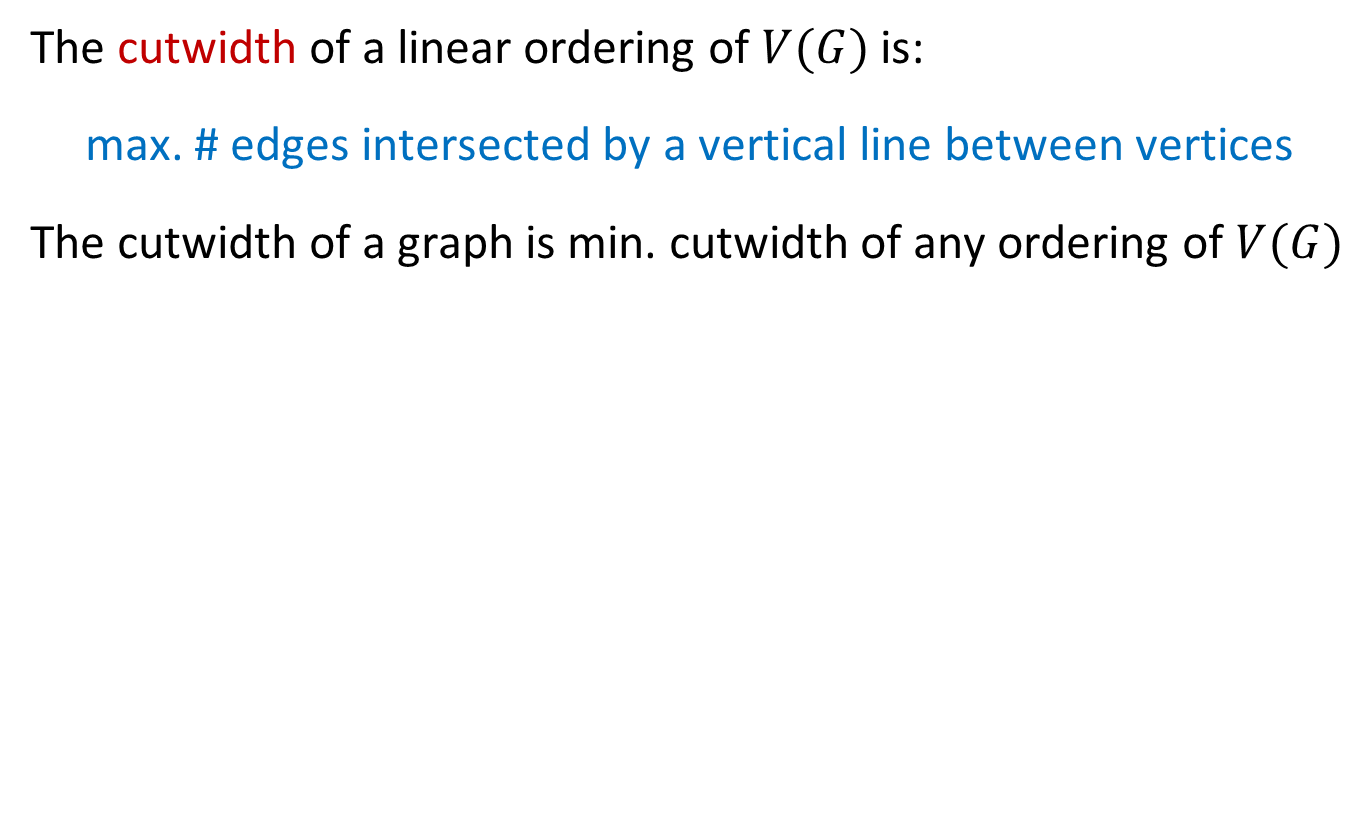 The cutwidth of a linear ordering of 𝑉(𝐺) is:
max. # edges intersected by a vertical line between vertices
The cutwidth of a graph is min. cutwidth of any ordering of 𝑉(𝐺)